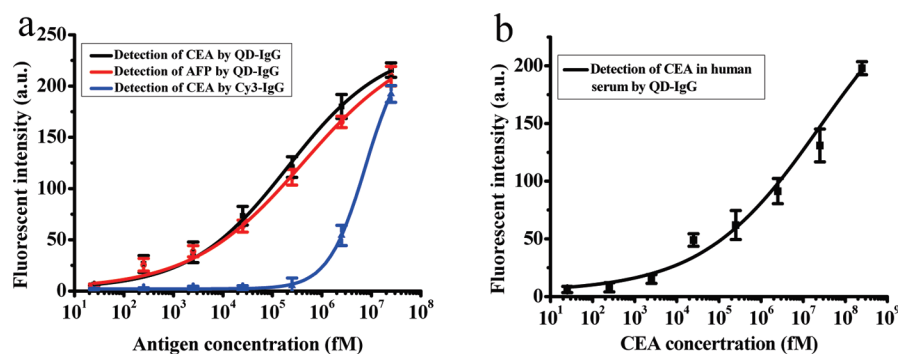 a
Fluorescent intensity (a.u.)
250
200
150
100
50
0
Detection of CEA by QD-IgG
Detection of AFP by QD-IgG
Detection of CEA by Cy3-IgG
10^1 10^2 10^3 10^4 10^5 10^6 10^7 10^8
Antigen concentration (fM)
b
Fluorescent intensity (a.u.)
200
150
100
50
0
Detection of CEA in human
serum by QD-IgG
10^1 10^2 10^3 10^4 10^5 10^6 10^7 10^8 10^9
CEA concertration (fM)